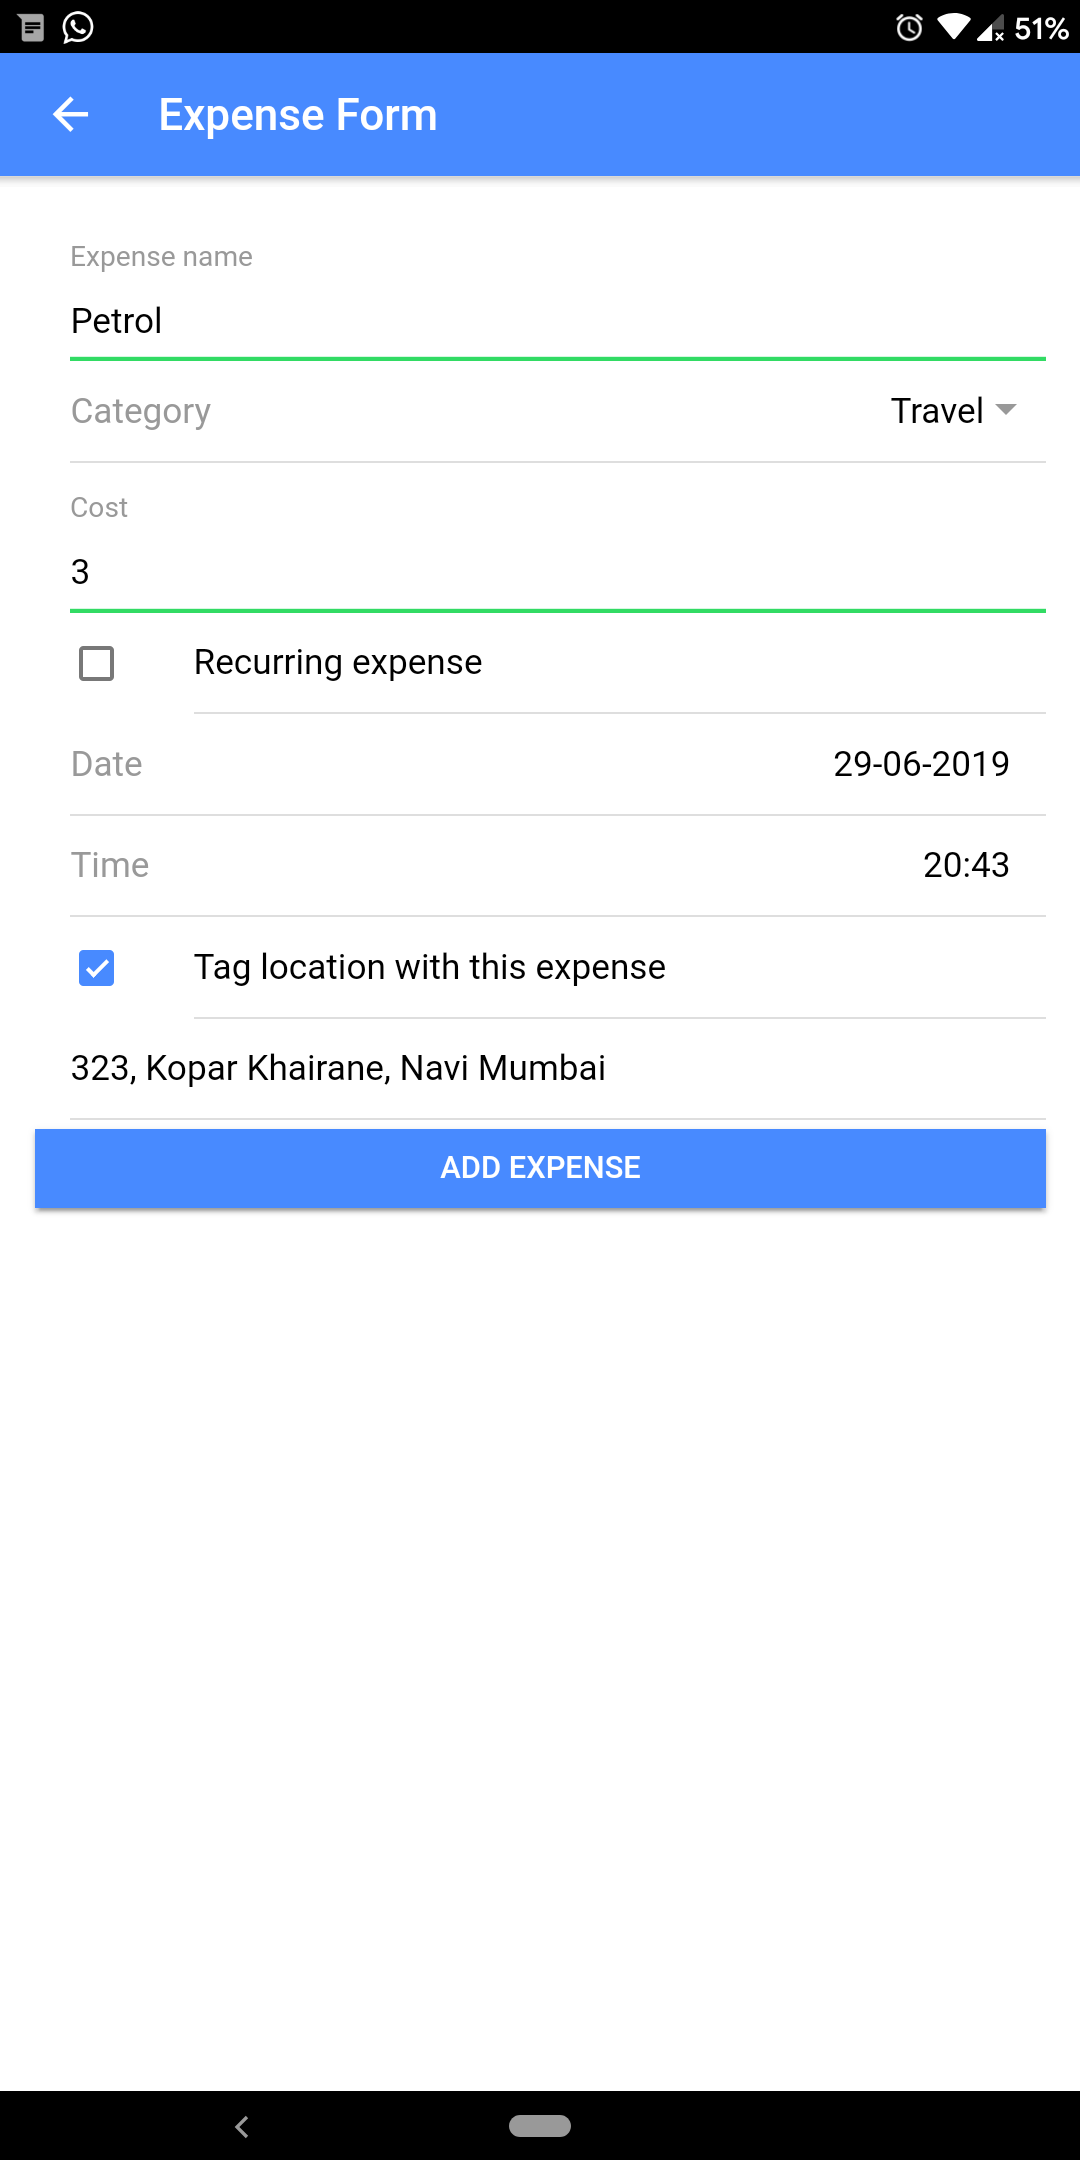 51%
Expense Form
Expense name
Petrol
Category Travel
Cost
3
Recurring expense
Date 29-06-2019
Time 20:43
Tag location with this expense
323, Kopar Khairane, Navi Mumbai
ADD EXPENSE